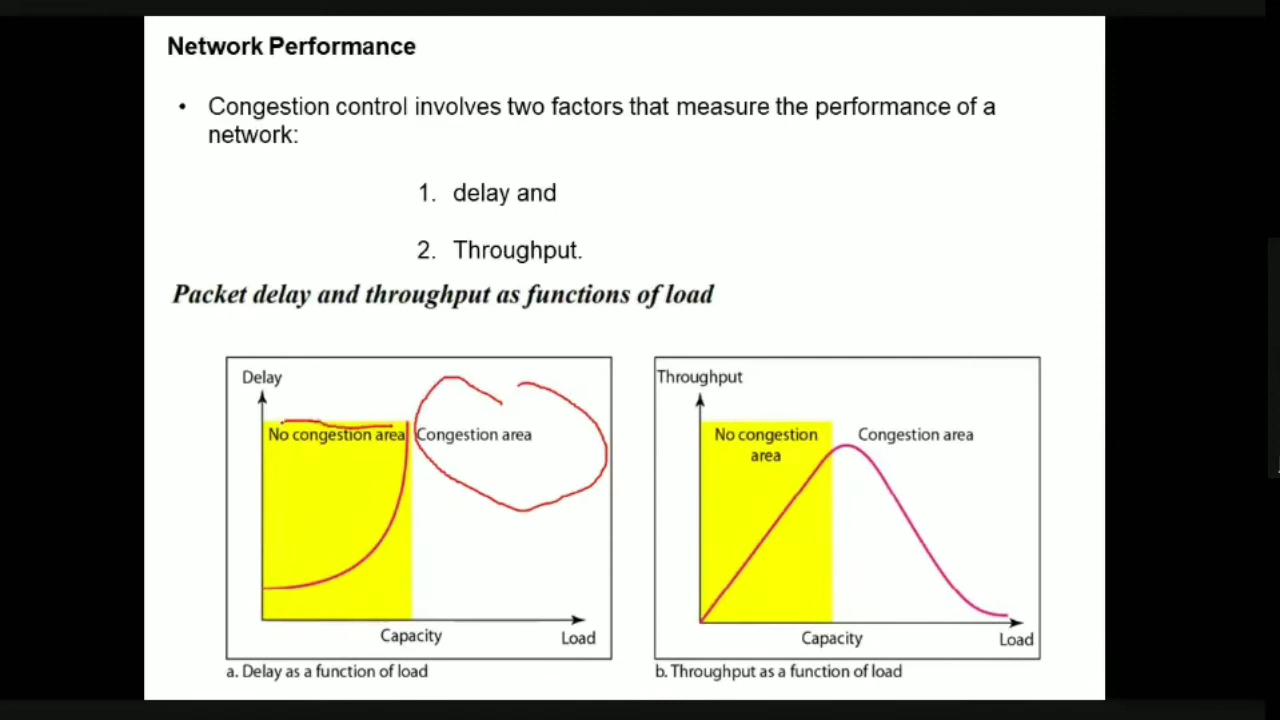 Network Performance
• Congestion control involves two factors that measure the performance of a
network:
1. delay and
2. Throughput.
Packet delay and throughput as functions of load
Delay
No congestion area
Congestion area
Capacity
Load
a. Delay as a function of load
Throughput
No congestion
area
Congestion area
Capacity
Load
b. Throughput as a function of load